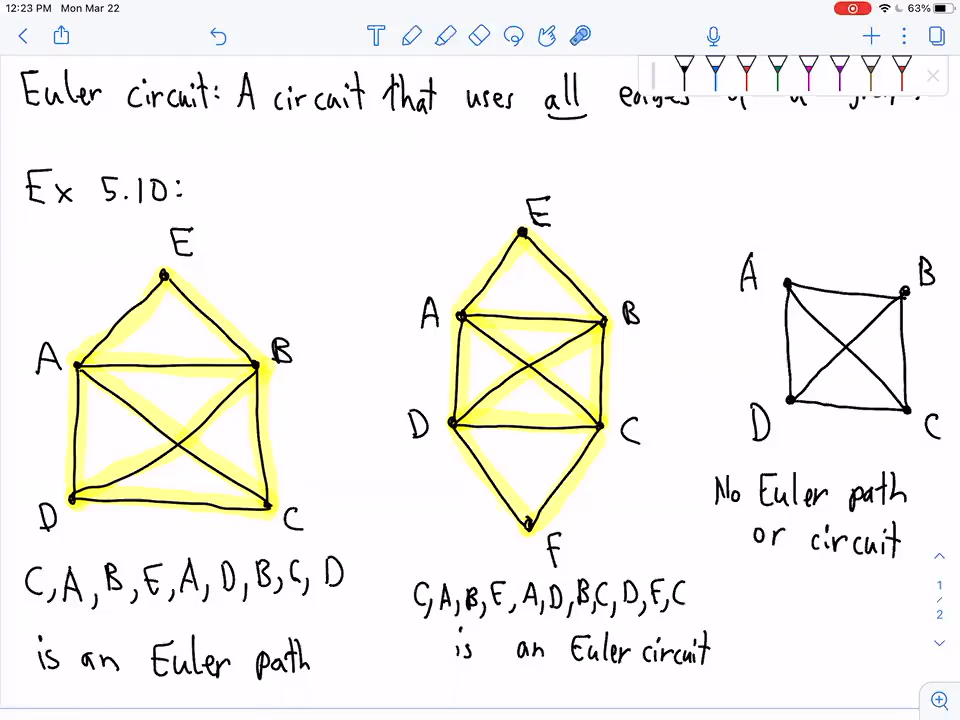 12:23 PM Mon Mar 22
63%
T
Euler circuit: A circuit that uses all
Ex 5.10:
E
A
B
D
C
C, A, B, E, A, D, B, C, D
is an Euler path
E
A
B
D
C
F
C, A, B, E, A, D, B, C, D, F, C
is an Euler circuit
A
B
D
C
No Euler path
or circuit
1
/
2